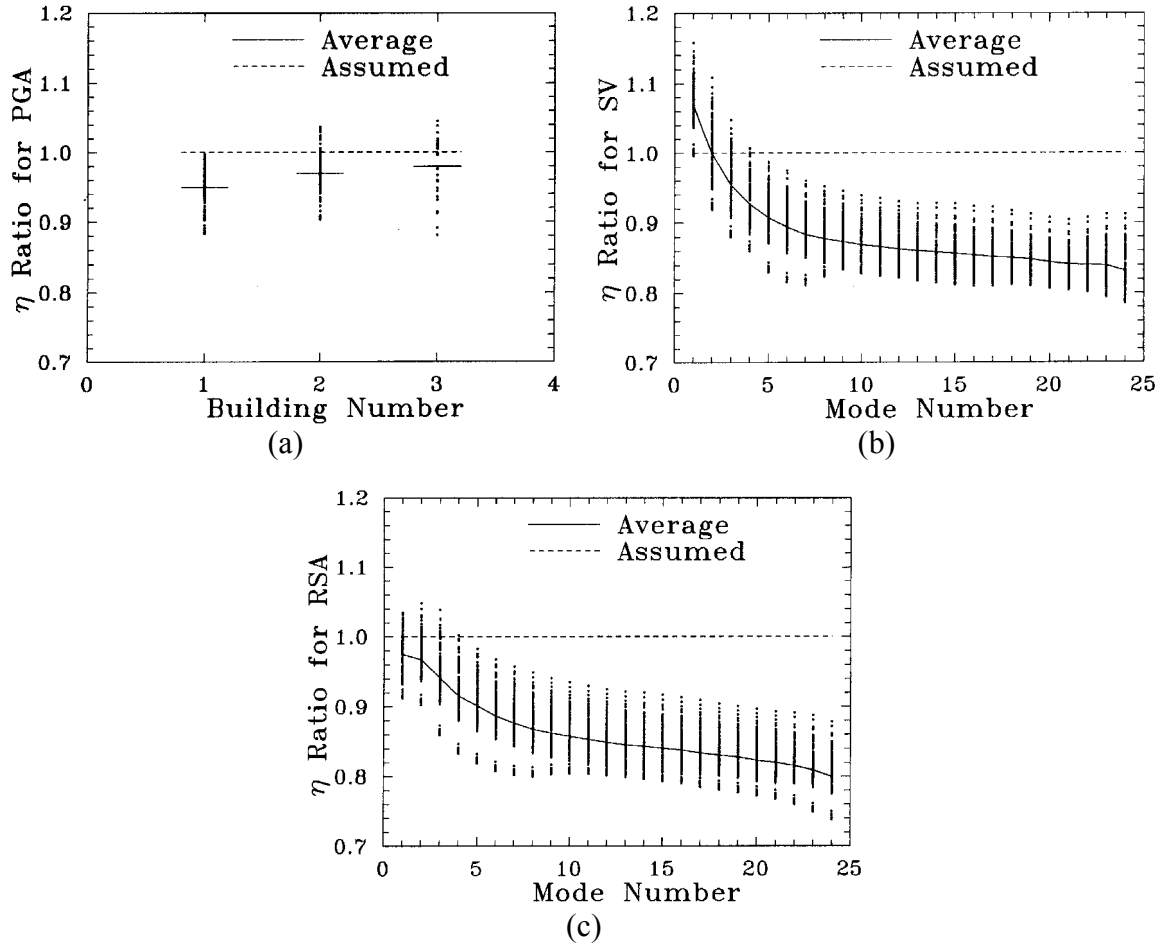 1.2
1.1
1.0
0.9
0.8
0.7
η Ratio for PGA
Average
Assumed
0 1 2 3 4
Building Number
(a)
1.2
1.1
1.0
0.9
0.8
0.7
η Ratio for SV
Average
Assumed
0 5 10 15 20 25
Mode Number
(b)
1.2
1.1
1.0
0.9
0.8
0.7
η Ratio for RSA
Average
Assumed
0 5 10 15 20 25
Mode Number
(c)